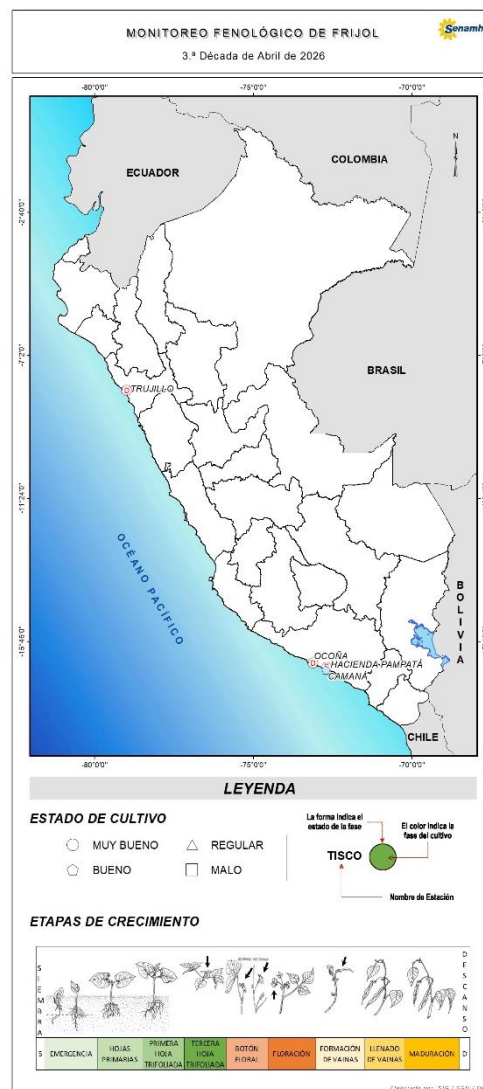 MONITOREO FENOLÓGICO DE FRIJOL
3.ª Década de Abril de 2026
Senamhi
-80°0'0"
-75°0'0"
-70°0'0"
ECUADOR
COLOMBIA
N
-2°40'
-7°2'0
BRASIL
D TRUJILLO
-11°24'0
OCÉANO PACÍFICO
BOLIVIA
-15°46'0
OCOÑA
D
HACIENDA-PAMPATÁ
CAMANÁ
CHILE
-80°0'0"
-75°0'0"
-70°0'0"
LEYENDA
ESTADO DE CULTIVO
MUY BUENO
REGULAR
BUENO
MALO
La forma indica el
estado de la fase
El color indica la
fase del cultivo
TISCO
Nombre de Estación
ETAPAS DE CRECIMIENTO
SIEMBRA
DESCANSO
S
EMERGENCIA
HOJAS PRIMARIAS
PRIMERA HOJA TRIFOLIADA
TERCERA HOJA TRIFOLIADA
BOTÓN FLORAL
FLORACIÓN
FORMACIÓN DE VAINAS
LLENADO DE VAINAS
MADURACIÓN
D